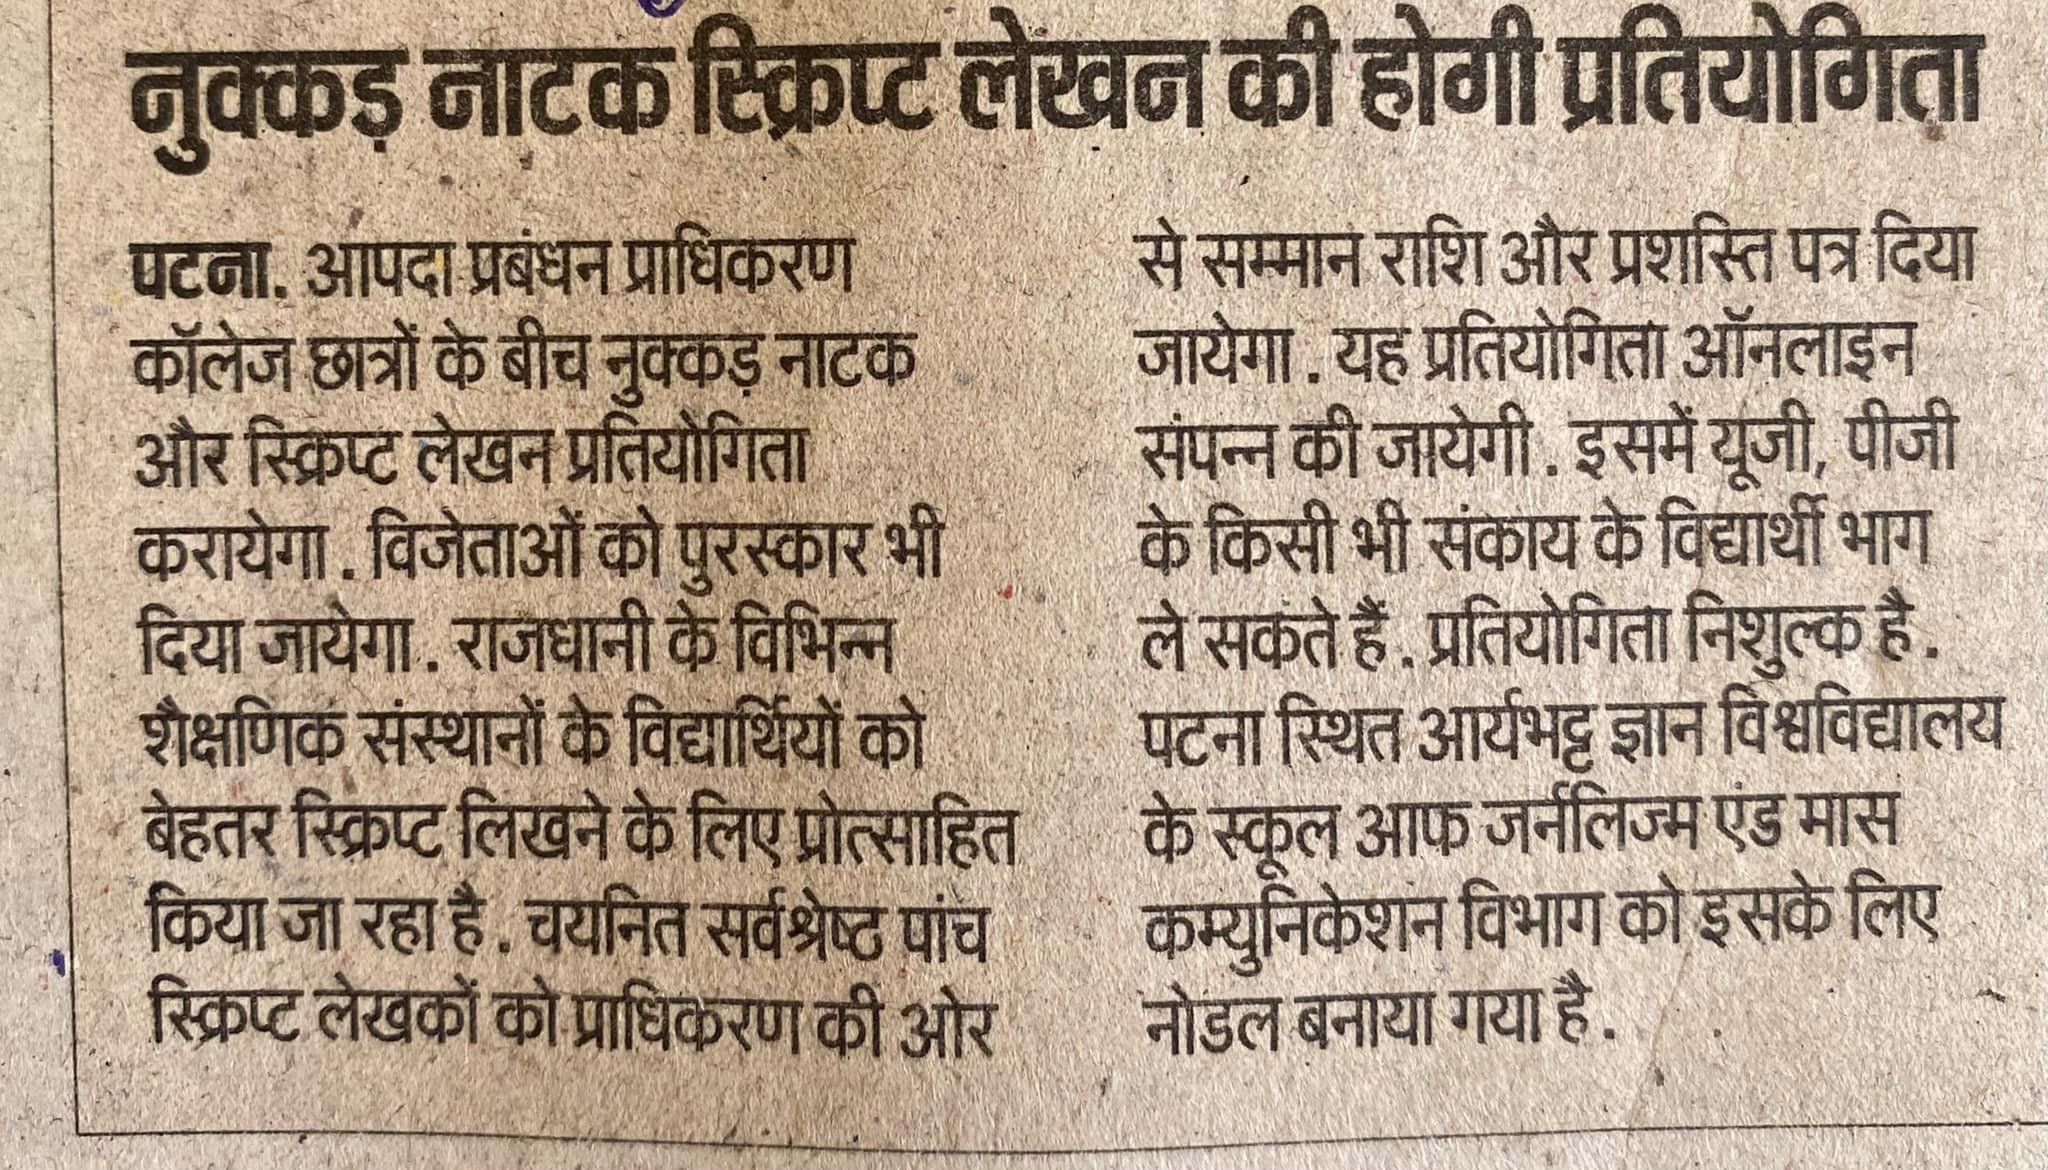 नुक्कड़ नाटक स्क्रिप्ट लेखन की होगी प्रतियोगिता
पटना. आपदा प्रबंधन प्राधिकरण
कॉलेज छात्रों के बीच नुक्कड़ नाटक
और स्क्रिप्ट लेखन प्रतियोगिता
करायेगा. विजेताओं को पुरस्कार भी
दिया जायेगा. राजधानी के विभिन्न
शैक्षणिक संस्थानों के विद्यार्थियों को
बेहतर स्क्रिप्ट लिखने के लिए प्रोत्साहित
किया जा रहा है. चयनित सर्वश्रेष्ट पांच
स्क्रिप्ट लेखकों को प्राधिकरण की ओर
से सम्मान राशि और प्रशस्ति पत्र दिया
जायेगा. यह प्रतियोगिता ऑनलाइन
संपन्न की जायेगी. इसमें यूजी, पीजी
के किसी भी संकाय के विद्यार्थी भाग
ले सकते हैं. प्रतियोगिता निशुल्क है.
पटना स्थित आर्यभट्ट ज्ञान विश्वविद्यालय
के स्कूल आफ जर्नलिज्म एंड मास
कम्युनिकेशन विभाग को इसके लिए
नोडल बनाया गया है.